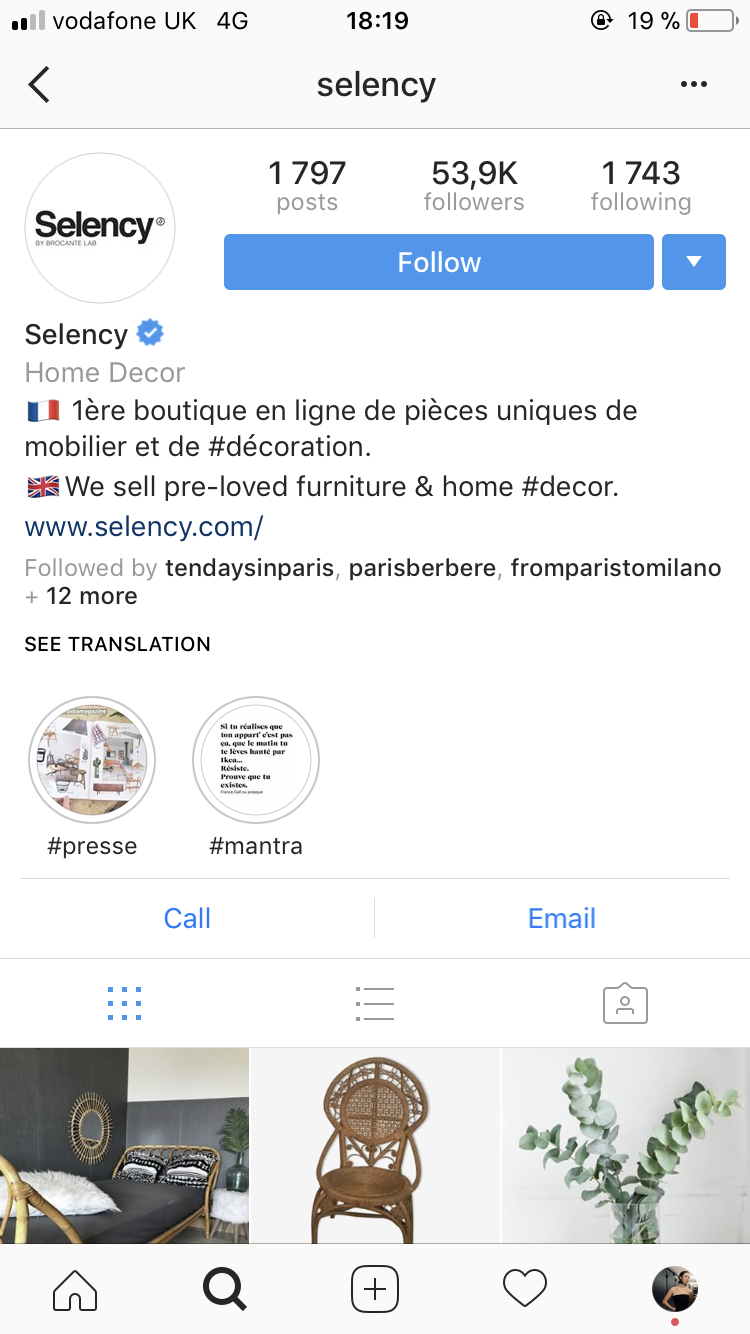 vodafone UK 4G 18:19 19 %
selency
1 797 53,9K 1 743
posts followers following
Selency
BY BROCANTE LAB
Follow
Selency
Home Decor
🇫🇷 1ère boutique en ligne de pièces uniques de
mobilier et de #décoration.
🇬🇧We sell pre-loved furniture & home #decor.
www.selency.com/
Followed by tendaysinparis, parisberbere, fromparistomilano
+ 12 more
SEE TRANSLATION
Si tu réalises que
ton appart' c'est pas
ça, que le matin tu
te lèves hanté par
Ikea...
Résiste.
Prouve que tu
existes.
France Gall ou presque
#presse #mantra
Call Email